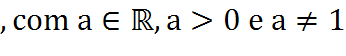 , com a ∈ ℝ, a > 0 e a ≠ 1